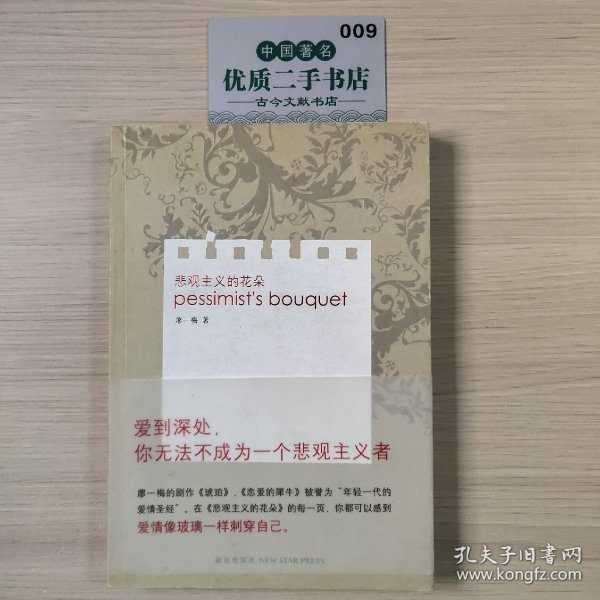 009
中国著名
优质二手书店
古今文献书店
悲观主义的花朵
pessimist's bouquet
廖一梅 著
爱到深处，
你无法不成为一个悲观主义者
廖一梅的剧作《琥珀》、《恋爱的犀牛》被誉为“年轻一代的
爱情圣经”。在《悲观主义的花朵》的每一页，你都可以感到
爱情像玻璃一样刺穿自己。
新星出版社 NEW STAR PRESS
孔夫子旧书网
www.kongfz.com